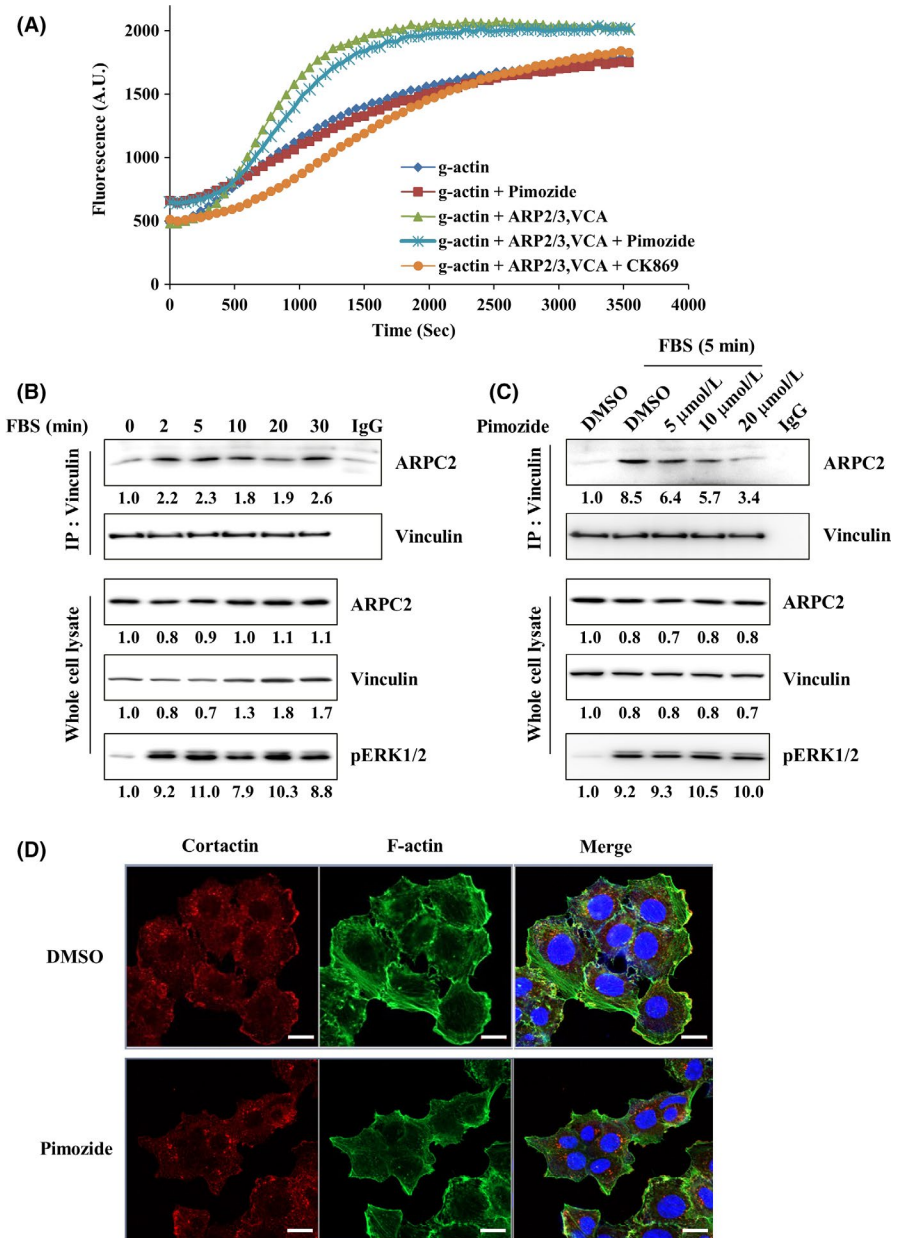 (A)
2000
1500
1000
500
0
Fluorescence (A.U.)
g-actin
g-actin + Pimozide
g-actin + ARP2/3,VCA
g-actin + ARP2/3,VCA + Pimozide
g-actin + ARP2/3,VCA + CK869
0 500 1000 1500 2000 2500 3000 3500 4000
Time (Sec)
(B)
FBS (min) 0 2 5 10 20 30 IgG
IP : Vinculin
ARPC2
1.0 2.2 2.3 1.8 1.9 2.6
Vinculin
Whole cell lysate
ARPC2
1.0 0.8 0.9 1.0 1.1 1.1
Vinculin
1.0 0.8 0.7 1.3 1.8 1.7
pERK1/2
1.0 9.2 11.0 7.9 10.3 8.8
(C)
FBS (5 min)
Pimozide DMSO DMSO 5 μmol/L 10 μmol/L 20 μmol/L IgG
IP : Vinculin
ARPC2
1.0 8.5 6.4 5.7 3.4
Vinculin
Whole cell lysate
ARPC2
1.0 0.8 0.7 0.8 0.8
Vinculin
1.0 0.8 0.8 0.8 0.7
pERK1/2
1.0 9.2 9.3 10.5 10.0
(D)
Cortactin F-actin Merge
DMSO
Pimozide